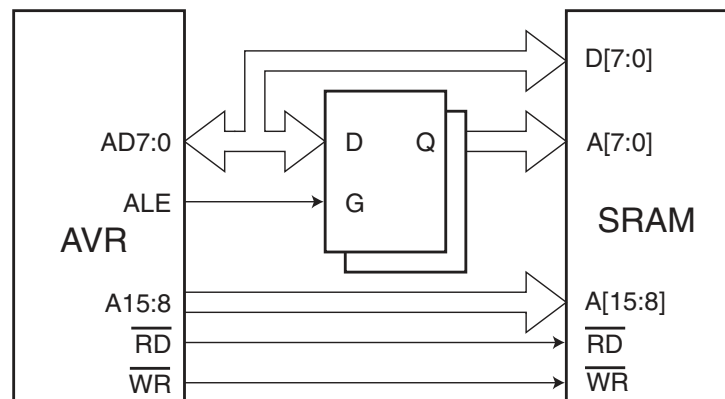 D[7:0]
AD7:0
D
Q
A[7:0]
ALE
G
AVR
SRAM
A15:8
A[15:8]
RD
RD
WR
WR